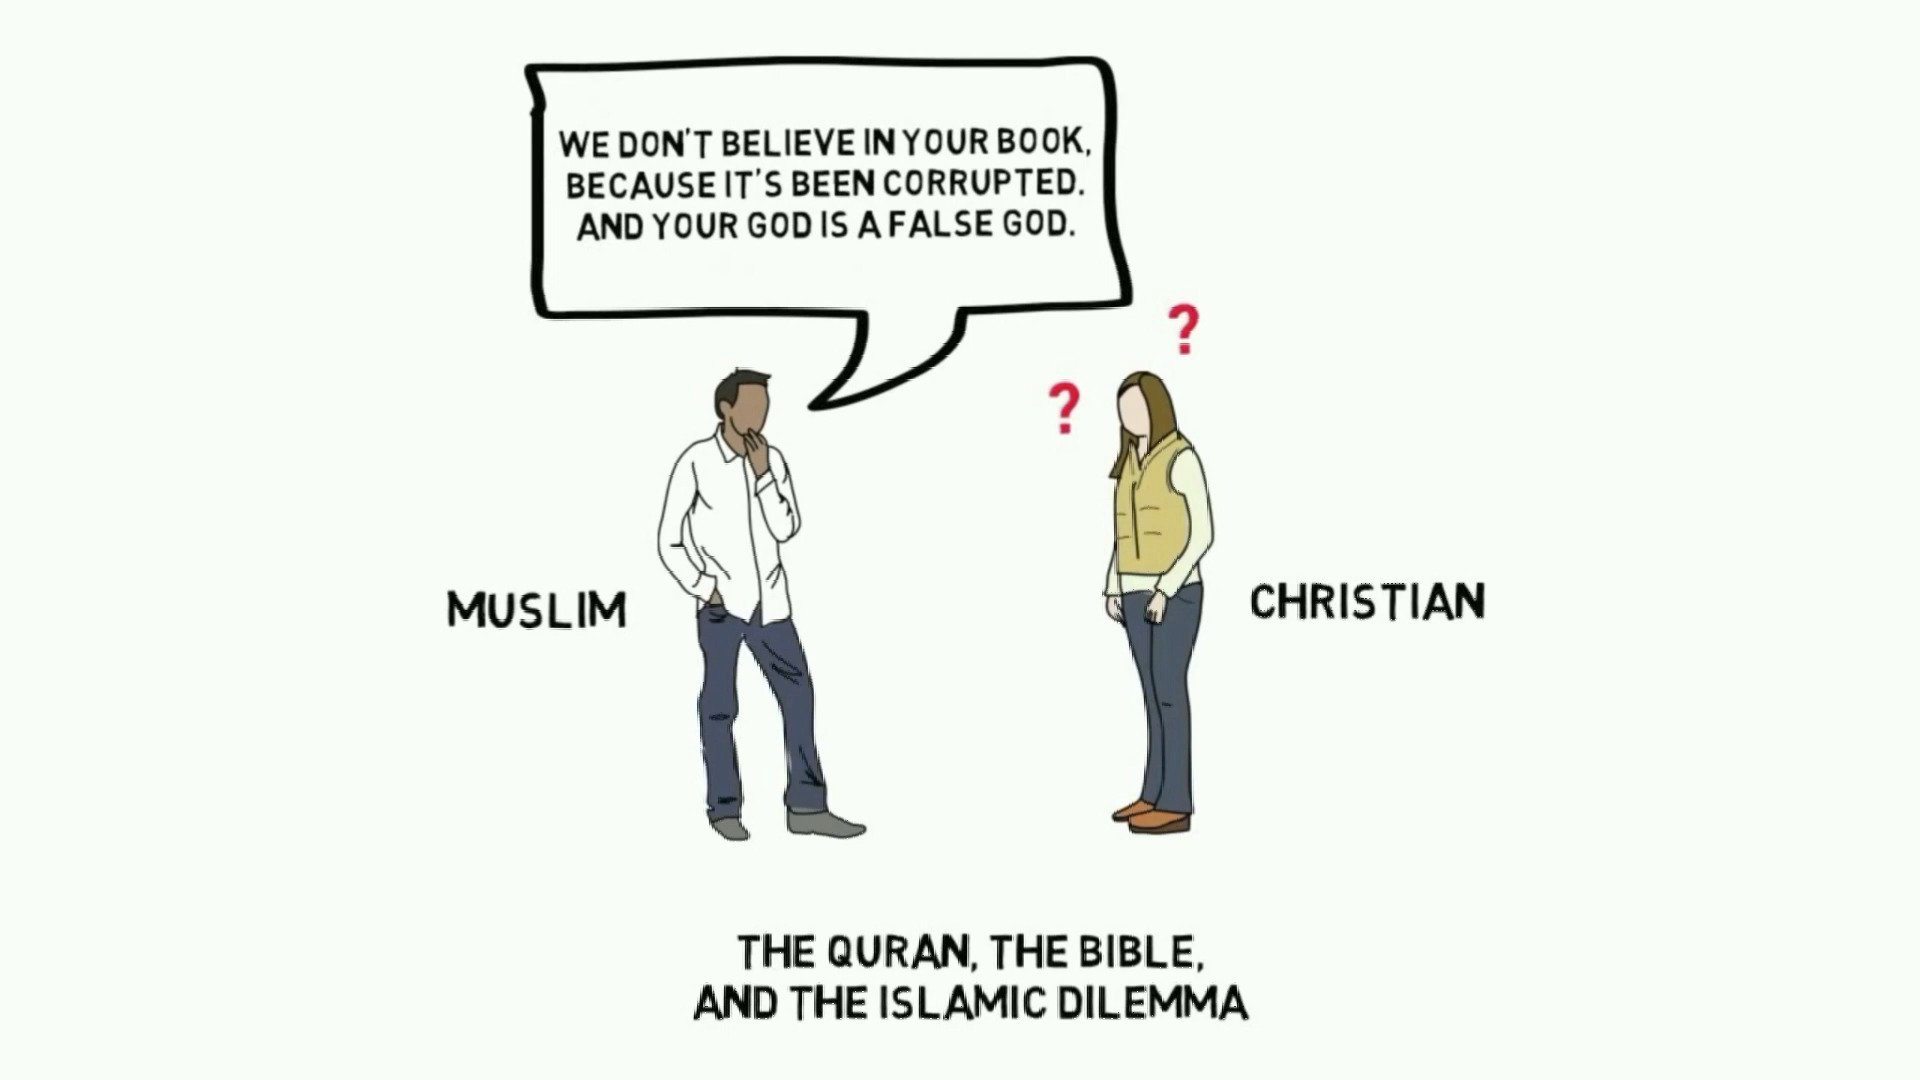 WE DON'T BELIEVE IN YOUR BOOK,
BECAUSE IT'S BEEN CORRUPTED.
AND YOUR GOD IS A FALSE GOD.
?
?
MUSLIM
CHRISTIAN
THE QURAN, THE BIBLE,
AND THE ISLAMIC DILEMMA